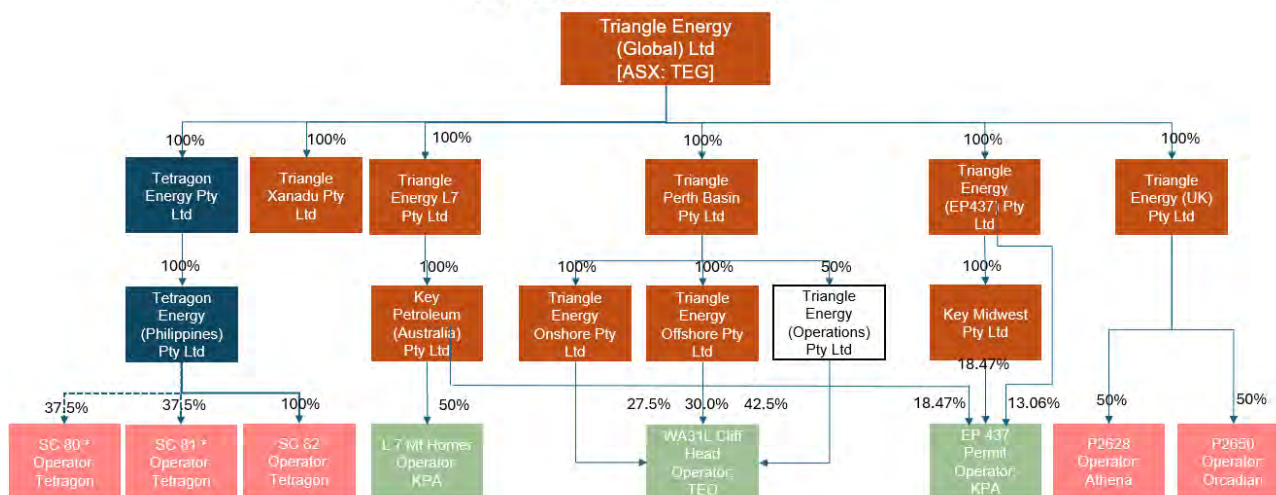 Triangle Energy
(Global) Ltd
[ASX: TEG]
100%
100%
100%
100%
100%
100%
Tetragon
Energy Pty
Ltd
Triangle
Xanadu Pty
Ltd
Triangle
Energy L7
Pty Ltd
Triangle
Perth Basin
Pty Ltd
Triangle
Energy
(EP437) Pty
Ltd
Triangle
Energy (UK)
Pty Ltd
100%
100%
100%
100%
50%
100%
Tetragon
Energy
(Philippines)
Pty Ltd
Key
Petroleum
(Australia)
Pty Ltd
Triangle
Energy
Onshore Pty
Ltd
Triangle
Energy
Offshore Pty
Ltd
Triangle
Energy
(Operations)
Pty Ltd
Key Midwest
Pty Ltd
18.47%
37.5%
37.5%
100%
50%
27.5%
30.0%
42.5%
18.47%
13.06%
50%
50%
SC 80 *
Operator
Tetragon
SC 81 *
Operator:
Tetragon
SC 82
Operator:
Tetragon
L 7 Mt Horner
Operator
KPA
WA31L Cliff
Head
Operator:
TEO
EP 437
Permit
Operator:
KPA
P2628
Operator:
Athena
P2650
Operator:
Orcadian